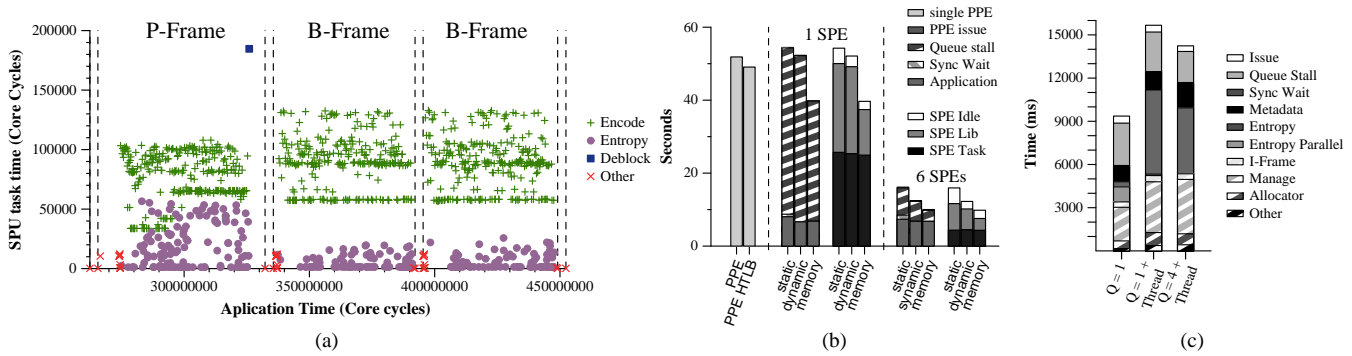 P-Frame
B-Frame
B-Frame
200000
150000
100000
50000
0
SPU task time (Core Cycles)
300000000
350000000
400000000
450000000
Aplication Time (Core cycles)
Encode
Entropy
Deblock
Other
(a)
60
40
20
0
Seconds
1 SPE
6 SPEs
single PPE
PPE issue
Queue stall
Sync Wait
Application
SPE Idle
SPE Lib
SPE Task
PPE
PPE HTLB
static
dynamic
memory
static
dynamic
memory
static
synamic
memory
static
dynamic
memory
(b)
15000
12000
9000
6000
3000
Time (ms)
Q = 1
Q = 1 +
Thread
Q = 4 +
Thread
Issue
Queue Stall
Sync Wait
Metadata
Entropy
Entropy Parallel
I-Frame
Manage
Allocator
Other
(c)